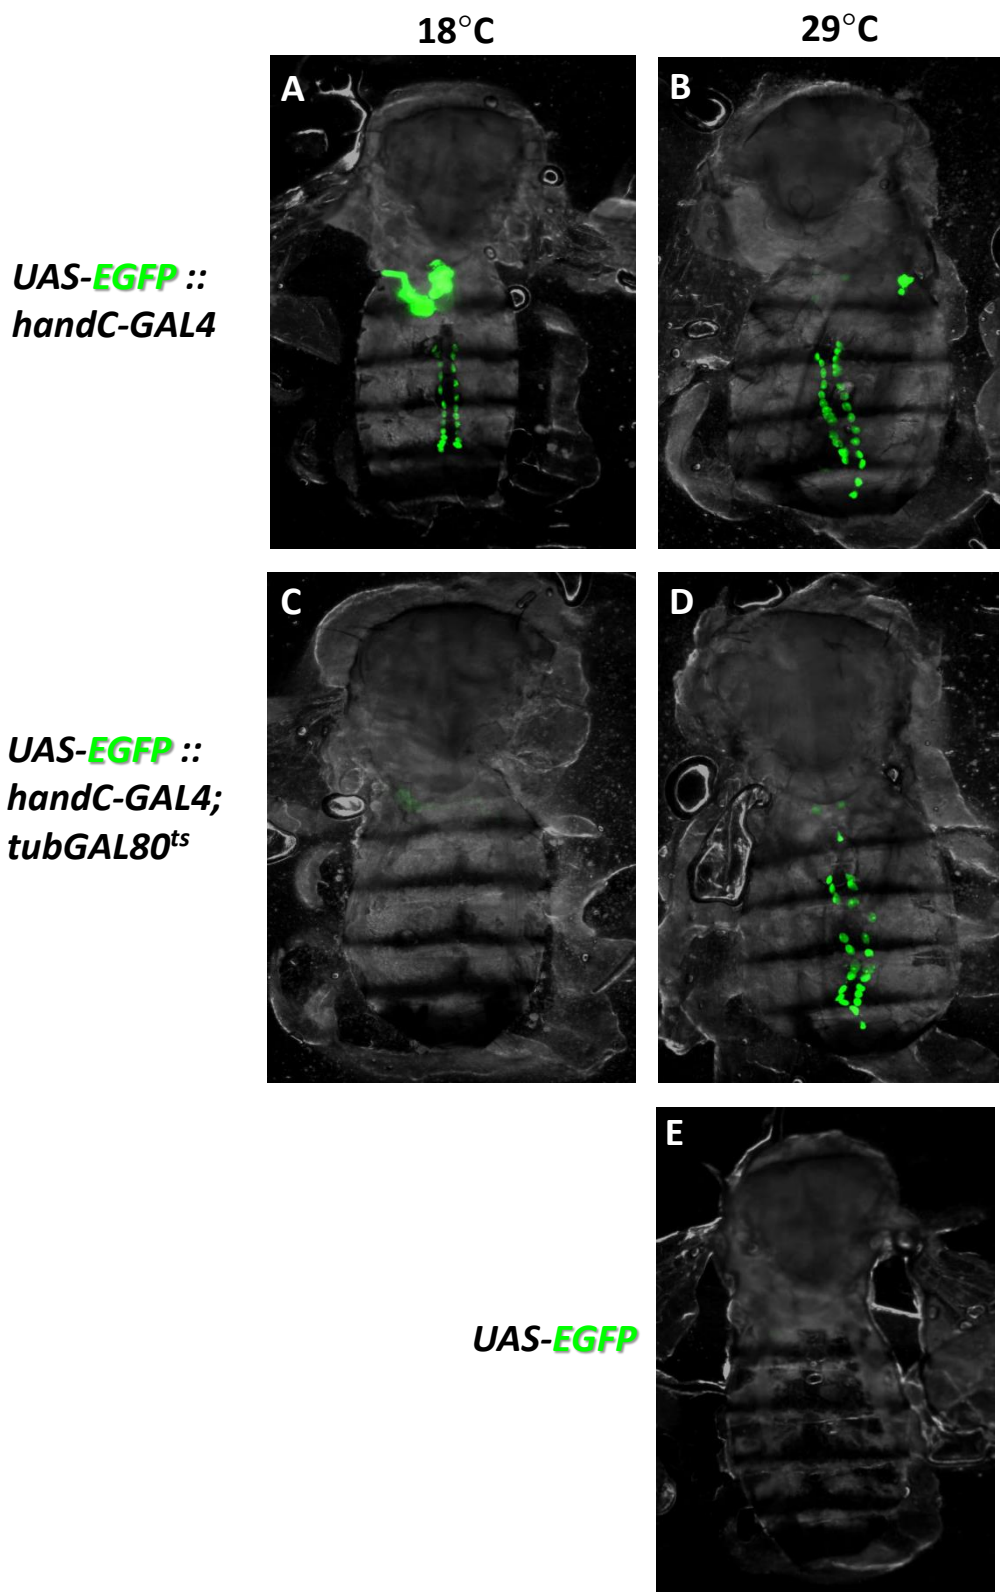 18°C 29°C
A B
UAS-EGFP ::
handC-GAL4
C D
UAS-EGFP ::
handC-GAL4;
tubGAL80ts
E
UAS-EGFP